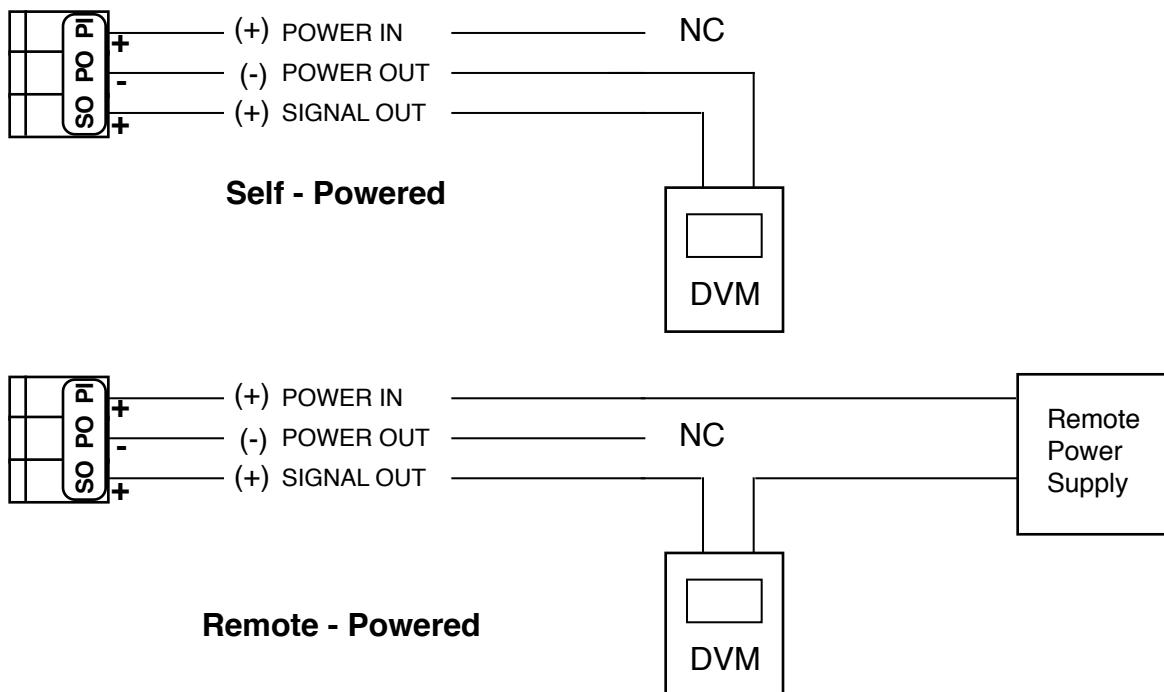 PI + (+) POWER IN NC
PO - (-) POWER OUT
SO + (+) SIGNAL OUT
Self - Powered
DVM
PI + (+) POWER IN
PO - (-) POWER OUT NC
SO + (+) SIGNAL OUT
Remote
Power
Supply
Remote - Powered
DVM